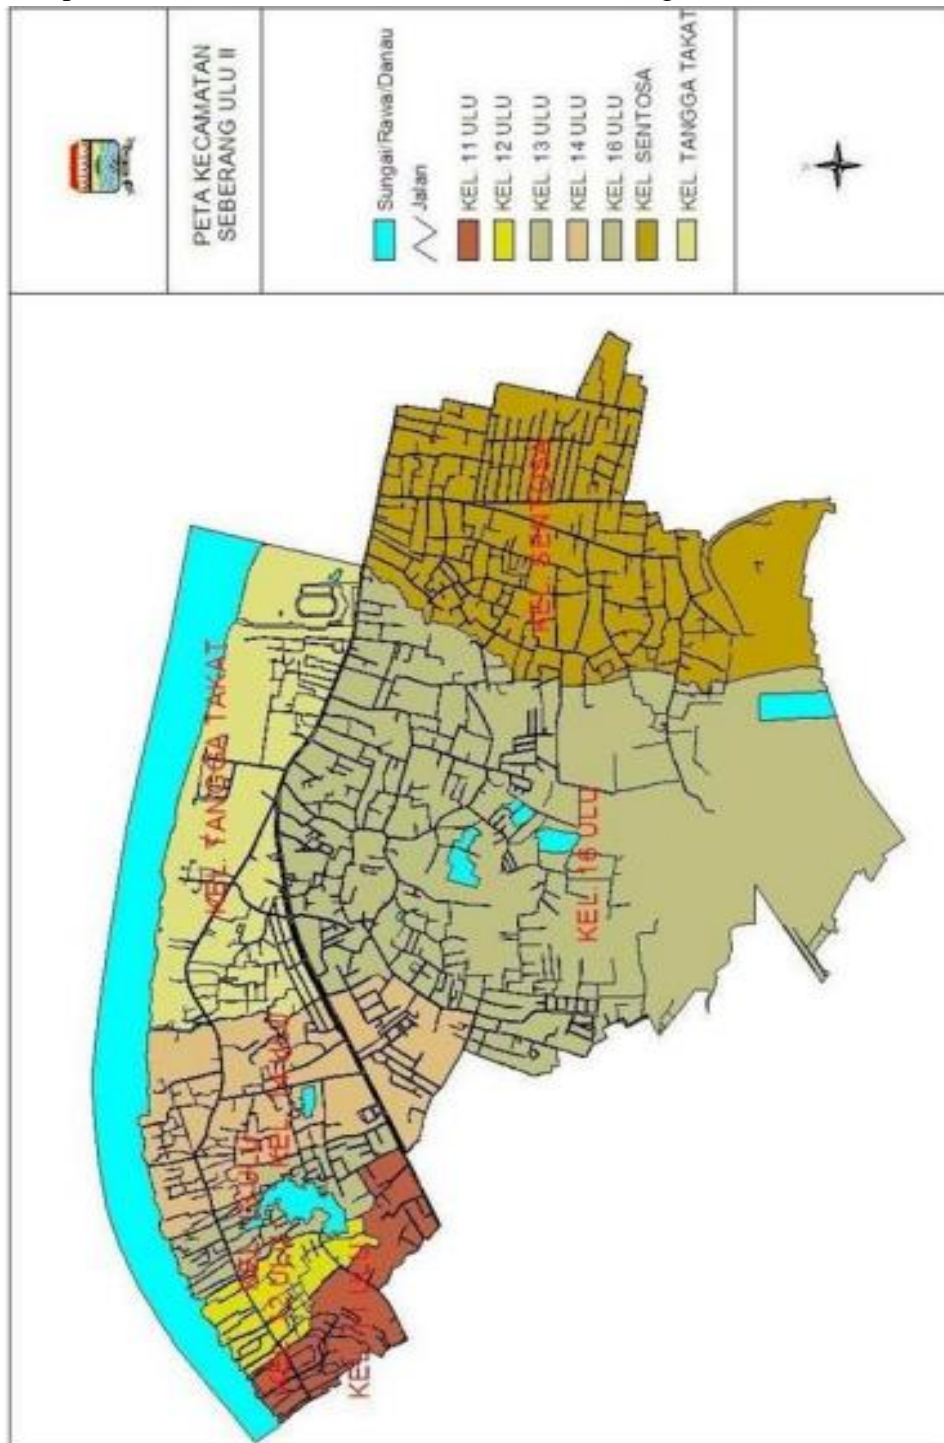 PETA KECAMATAN
SEBERANG ULU II
Sungai/Rawa/Danau
Jalan
KEL. 11 ULU
KEL. 12 ULU
KEL. 13 ULU
KEL. 14 ULU
KEL. 16 ULU
KEL. SENTOSA
KEL. TANGGA TAKAT
KEL. SENTOSA
KEL. TANGGA TAKAT
KEL. 16 ULU